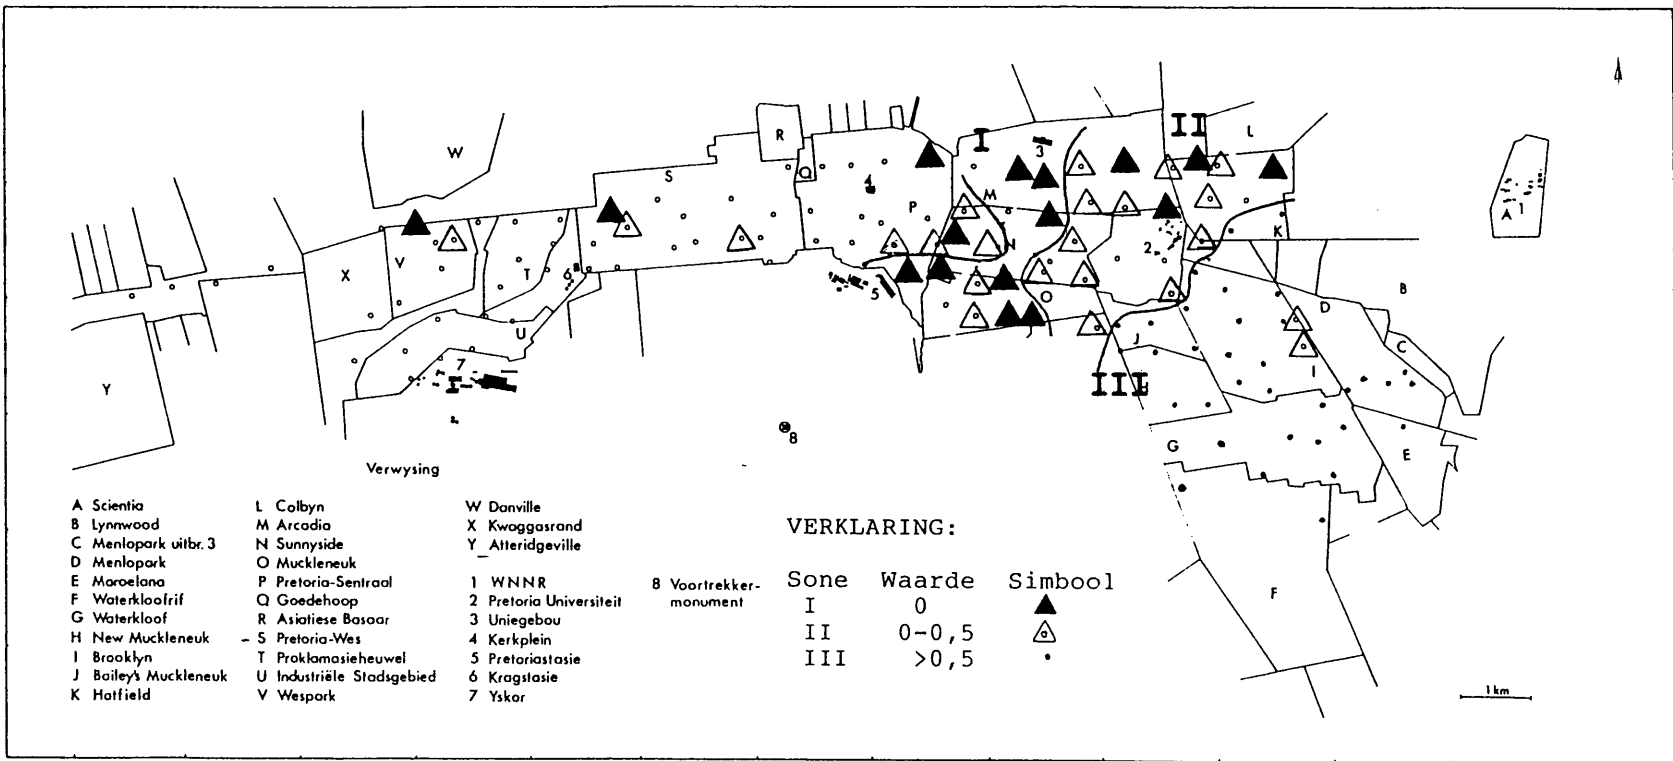 I
II
III
W
R
L
S
Q
4
3
A 1
P
M
N
K
2
X
V
T
6
5
O
B
D
U
J
C
7
I
H
Y
8
G
E
F
Verwysing
A Scientia
B Lynnwood
C Menlopark uitbr. 3
D Menlopark
E Maroelana
F Waterkloofrif
G Waterkloof
H New Muckleneuk
I Brooklyn
J Bailey's Muckleneuk
K Hatfield
L Colbyn
M Arcadia
N Sunnyside
O Muckleneuk
P Pretoria-Sentraal
Q Goedehoop
R Asiatiese Basaar
S Pretoria-Wes
T Proklamasieheuwel
U Industriële Stadsgebied
V Wespark
W Danville
X Kwaggasrand
Y Atteridgeville
1 WNNR
2 Pretoria Universiteit
3 Uniegebou
4 Kerkplein
5 Pretoriastasie
6 Kragstasie
7 Yskor
8 Voortrekker-
monument
VERKLARING:
Sone Waarde Simbool
I 0
II 0-0,5
III >0,5
1 km